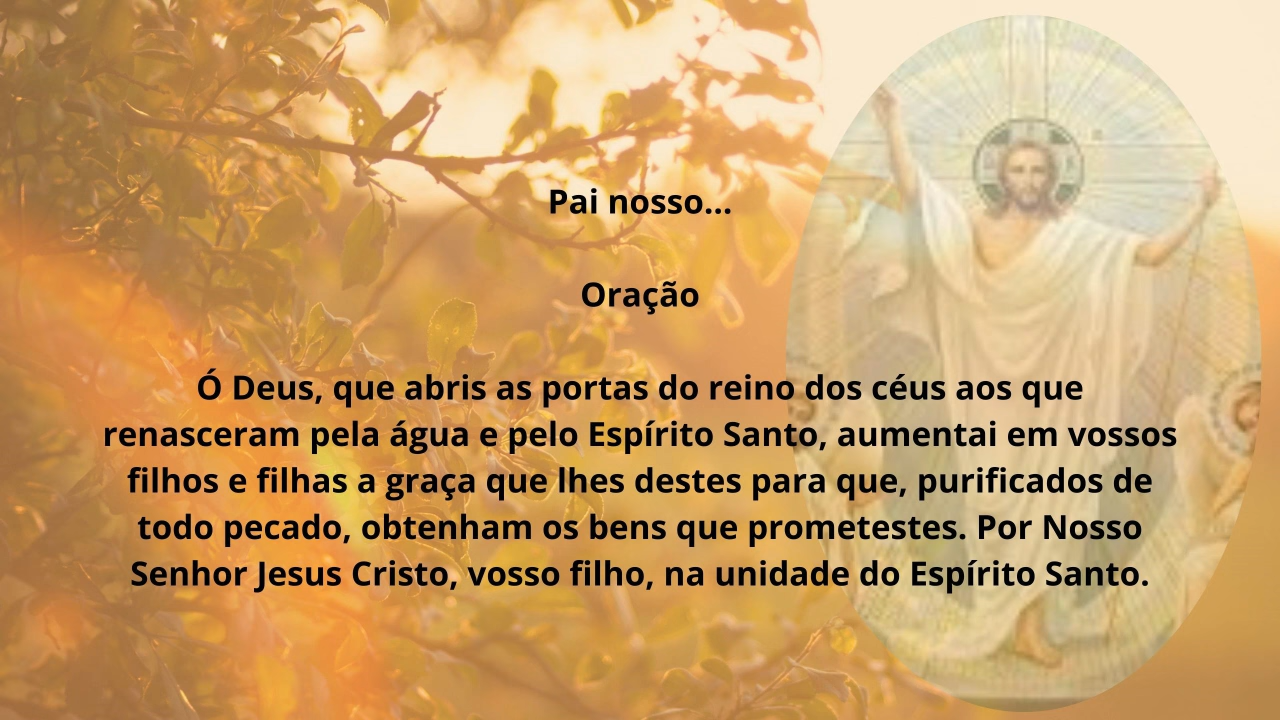 Pai nosso...
Oração
Ó Deus, que abris as portas do reino dos céus aos que
renasceram pela água e pelo Espírito Santo, aumentai em vossos
filhos e filhas a graça que lhes destes para que, purificados de
todo pecado, obtenham os bens que prometestes. Por Nosso
Senhor Jesus Cristo, vosso filho, na unidade do Espírito Santo.